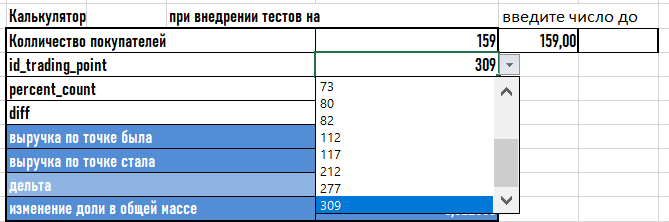 Калькулятор при внедрении тестов на введите число до
Колличество покупателей 159 159,00
id_trading_point 309
percent_count
diff
выручка по точке была
выручка по точке стала
дельта
изменение доли в общей массе
73
80
82
112
117
212
277
309